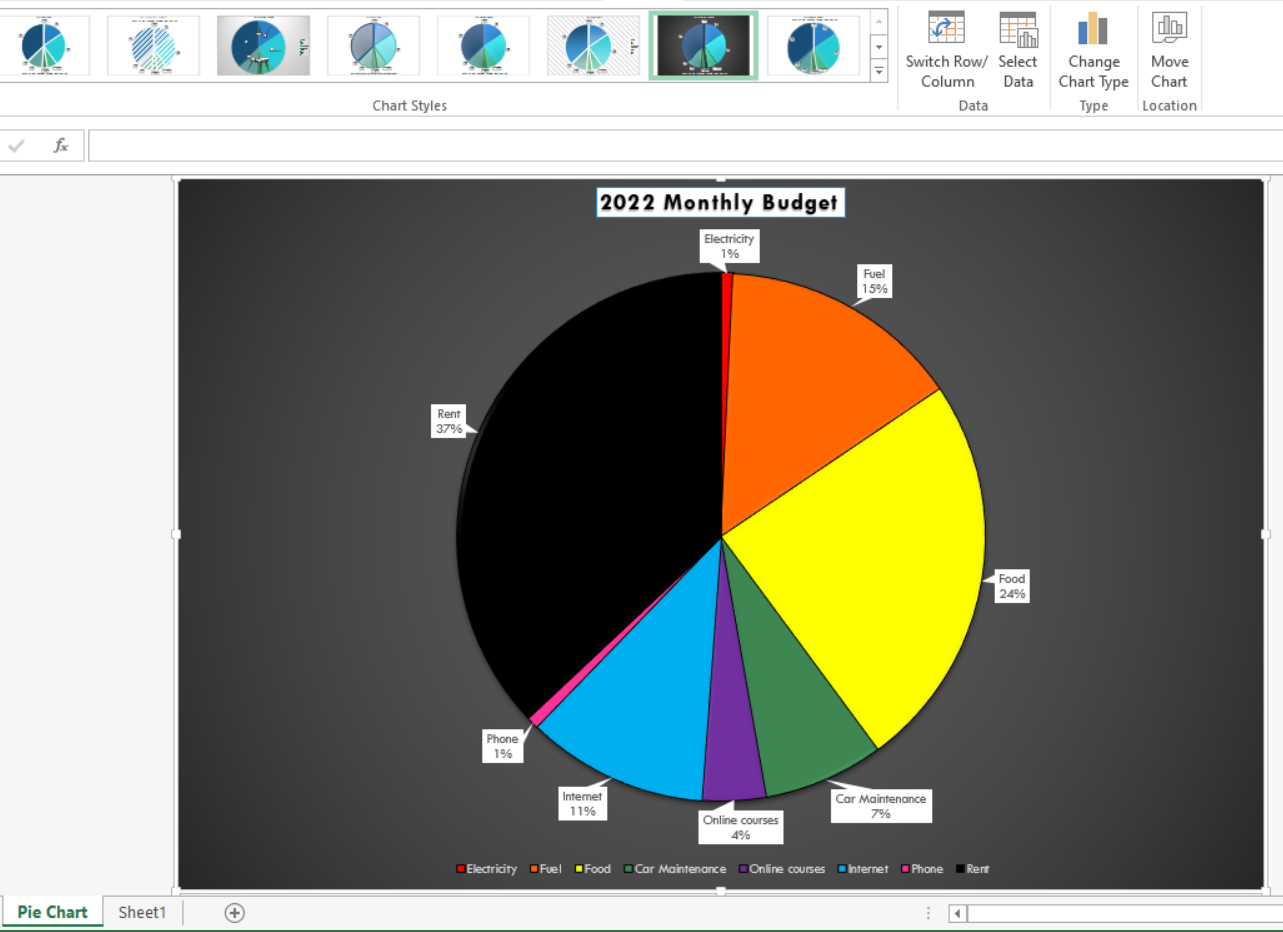 Switch Row/
Column
Select
Data
Change
Chart Type
Move
Chart
Chart Styles
Data
Type
Location
fx
2022 Monthly Budget
Electricity
1%
Fuel
15%
Rent
37%
Food
24%
Phone
1%
Internet
11%
Car Maintenance
7%
Online courses
4%
Electricity Fuel Food Car Maintenance Online courses Internet Phone Rent
Pie Chart Sheet1